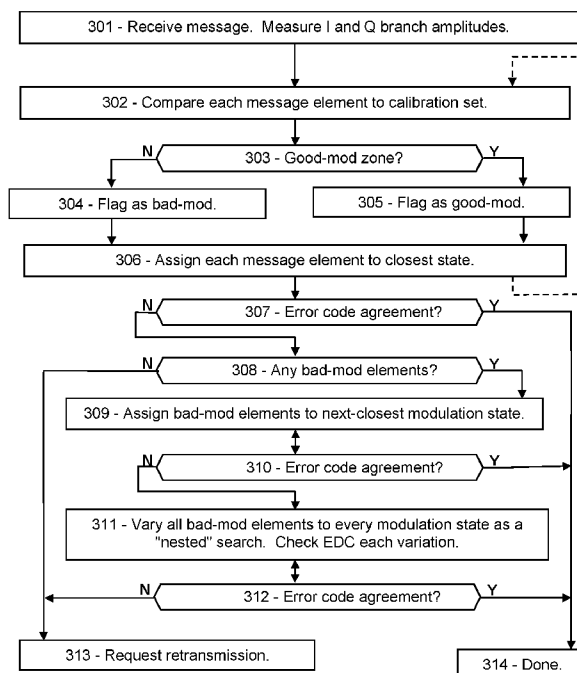 301 - Receive message. Measure I and Q branch amplitudes.
302 - Compare each message element to calibration set.
N
303 - Good-mod zone?
Y
304 - Flag as bad-mod.
305 - Flag as good-mod.
306 - Assign each message element to closest state.
N
307 - Error code agreement?
Y
N
308 - Any bad-mod elements?
Y
309 - Assign bad-mod elements to next-closest modulation state.
N
310 - Error code agreement?
Y
311 - Vary all bad-mod elements to every modulation state as a
"nested" search. Check EDC each variation.
N
312 - Error code agreement?
Y
313 - Request retransmission.
314 - Done.